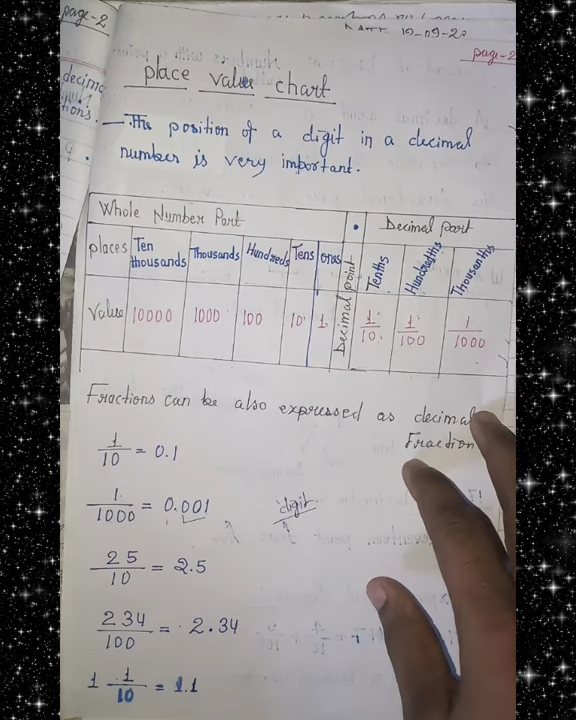 page-2
DATE 19-09-20
page-2
place value chart
decima
tions.
— The position of a digit in a decimal
number is very important.
Whole Number Part • Decimal part
places Ten thousands Thousands Hundreds Tens ones Decimal point Tenths Hundredths Thousanths
Value 10000 1000 100 10 1 1/10 1/100 1/1000
Fractions can be also expressed as decimal
Fraction
1/10 = 0.1
1/1000 = 0.001 digit
25/10 = 2.5
234/100 = 2.34
1 1/10 = 1.1